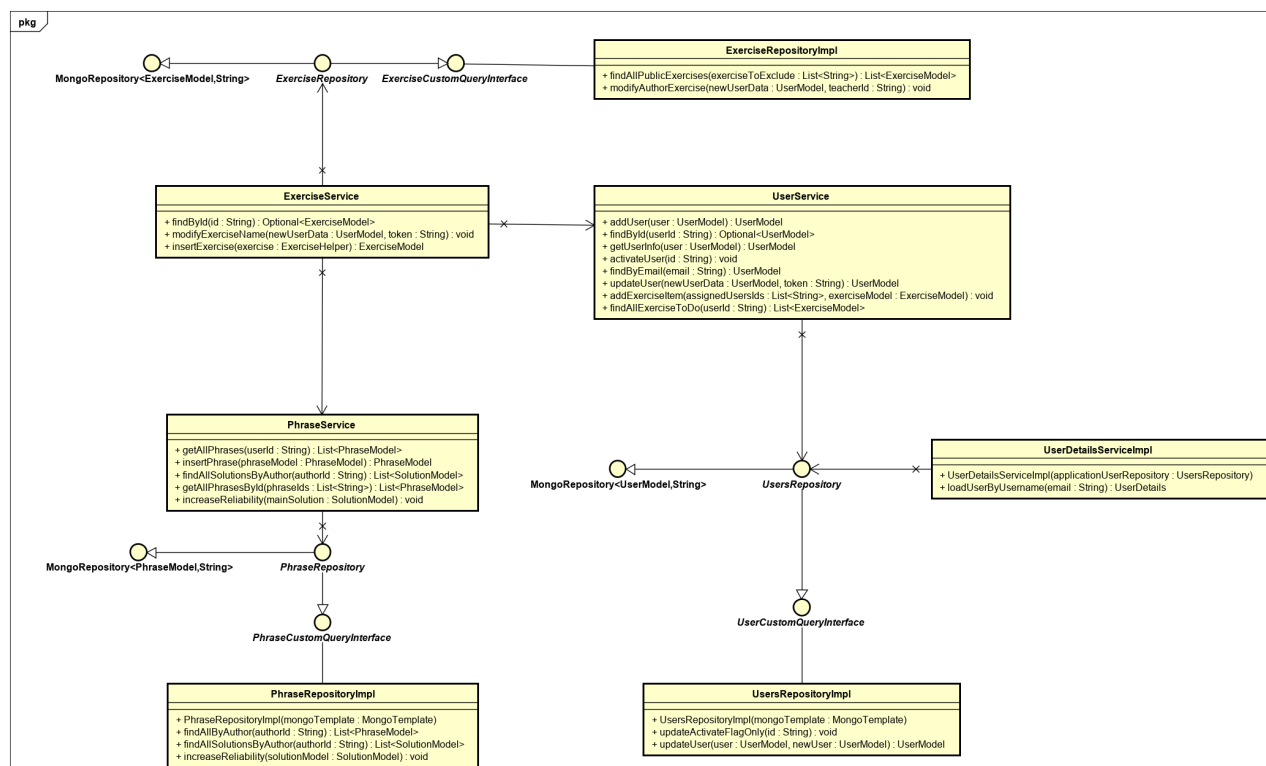 pkg
MongoRepository<ExerciseModel,String>
ExerciseRepository
ExerciseCustomQueryInterface
ExerciseRepositoryImpl
+ findAllPublicExercises(exerciseToExclude : List<String>) : List<ExerciseModel>
+ modifyAuthorExercise(newUserData : UserModel, teacherId : String) : void
ExerciseService
+ findById(id : String) : Optional<ExerciseModel>
+ modifyExerciseName(newUserData : UserModel, token : String) : void
+ insertExercise(exercise : ExerciseHelper) : ExerciseModel
UserService
+ addUser(user : UserModel) : UserModel
+ findById(userId : String) : Optional<UserModel>
+ getUserInfo(user : UserModel) : UserModel
+ activateUser(id : String) : void
+ findByEmail(email : String) : UserModel
+ updateUser(newUserData : UserModel, token : String) : UserModel
+ addExerciseItem(assignedUsersIds : List<String>, exerciseModel : ExerciseModel) : void
+ findAllExerciseToDo(userId : String) : List<ExerciseModel>
PhraseService
+ getAllPhrases(userId : String) : List<PhraseModel>
+ insertPhrase(phraseModel : PhraseModel) : PhraseModel
+ findAllSolutionsByAuthor(authorId : String) : List<SolutionModel>
+ getAllPhrasesById(phraseIds : List<String>) : List<PhraseModel>
+ increaseReliability(mainSolution : SolutionModel) : void
MongoRepository<UserModel,String>
UsersRepository
UserDetailsServiceImpl
+ UserDetailsServiceImpl(applicationUserRepository : UsersRepository)
+ loadUserByUsername(email : String) : UserDetails
MongoRepository<PhraseModel,String>
PhraseRepository
PhraseCustomQueryInterface
UserCustomQueryInterface
PhraseRepositoryImpl
+ PhraseRepositoryImpl(mongoTemplate : MongoTemplate)
+ findAllByAuthor(authorId : String) : List<PhraseModel>
+ findAllSolutionsByAuthor(authorId : String) : List<SolutionModel>
+ increaseReliability(solutionModel : SolutionModel) : void
UsersRepositoryImpl
+ UsersRepositoryImpl(mongoTemplate : MongoTemplate)
+ updateActivateFlagOnly(id : String) : void
+ updateUser(user : UserModel, newUser : UserModel) : UserModel